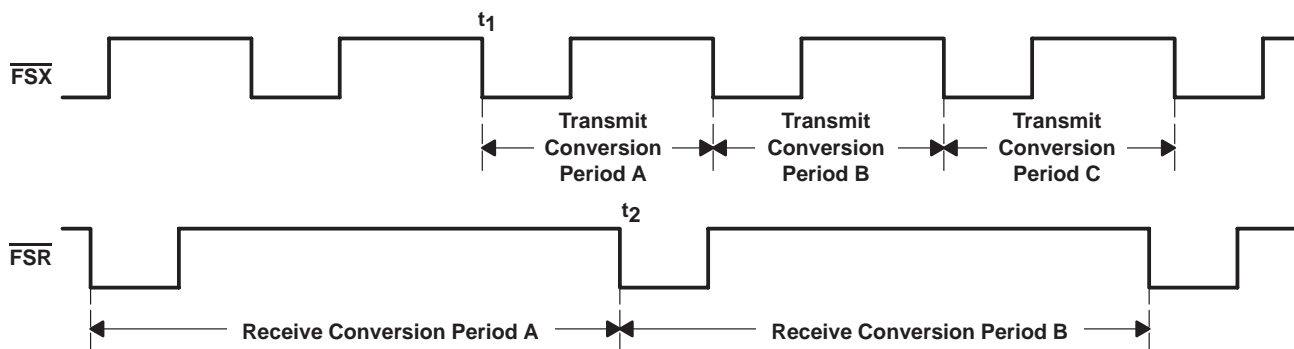 t1
FSX
Transmit
Conversion
Period A
Transmit
Conversion
Period B
Transmit
Conversion
Period C
t2
FSR
Receive Conversion Period A
Receive Conversion Period B